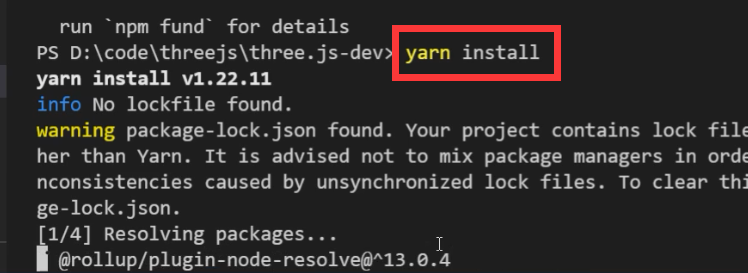 run `npm fund` for details
PS D:\code\threejs\three.js-dev> yarn install
yarn install v1.22.11
info No lockfile found.
warning package-lock.json found. Your project contains lock file
her than Yarn. It is advised not to mix package managers in orde
nconsistencies caused by unsynchronized lock files. To clear thi
ge-lock.json.
[1/4] Resolving packages...
@rollup/plugin-node-resolve@^13.0.4